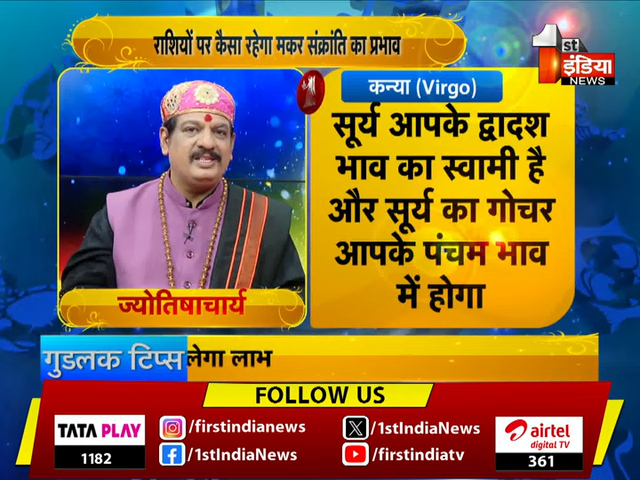 राशियों पर कैसा रहेगा मकर संक्रांति का प्रभाव
1st
इंडिया
NEWS
कन्या (Virgo)
सूर्य आपके द्वादश
भाव का स्वामी है
और सूर्य का गोचर
आपके पंचम भाव
में होगा
ज्योतिषाचार्य
गुडलक टिप्स
लेगा लाभ
FOLLOW US
TATA PLAY
1182
/firstindianews
/1stIndiaNews
/1stIndiaNews
/firstindiatv
airtel
digital TV
361